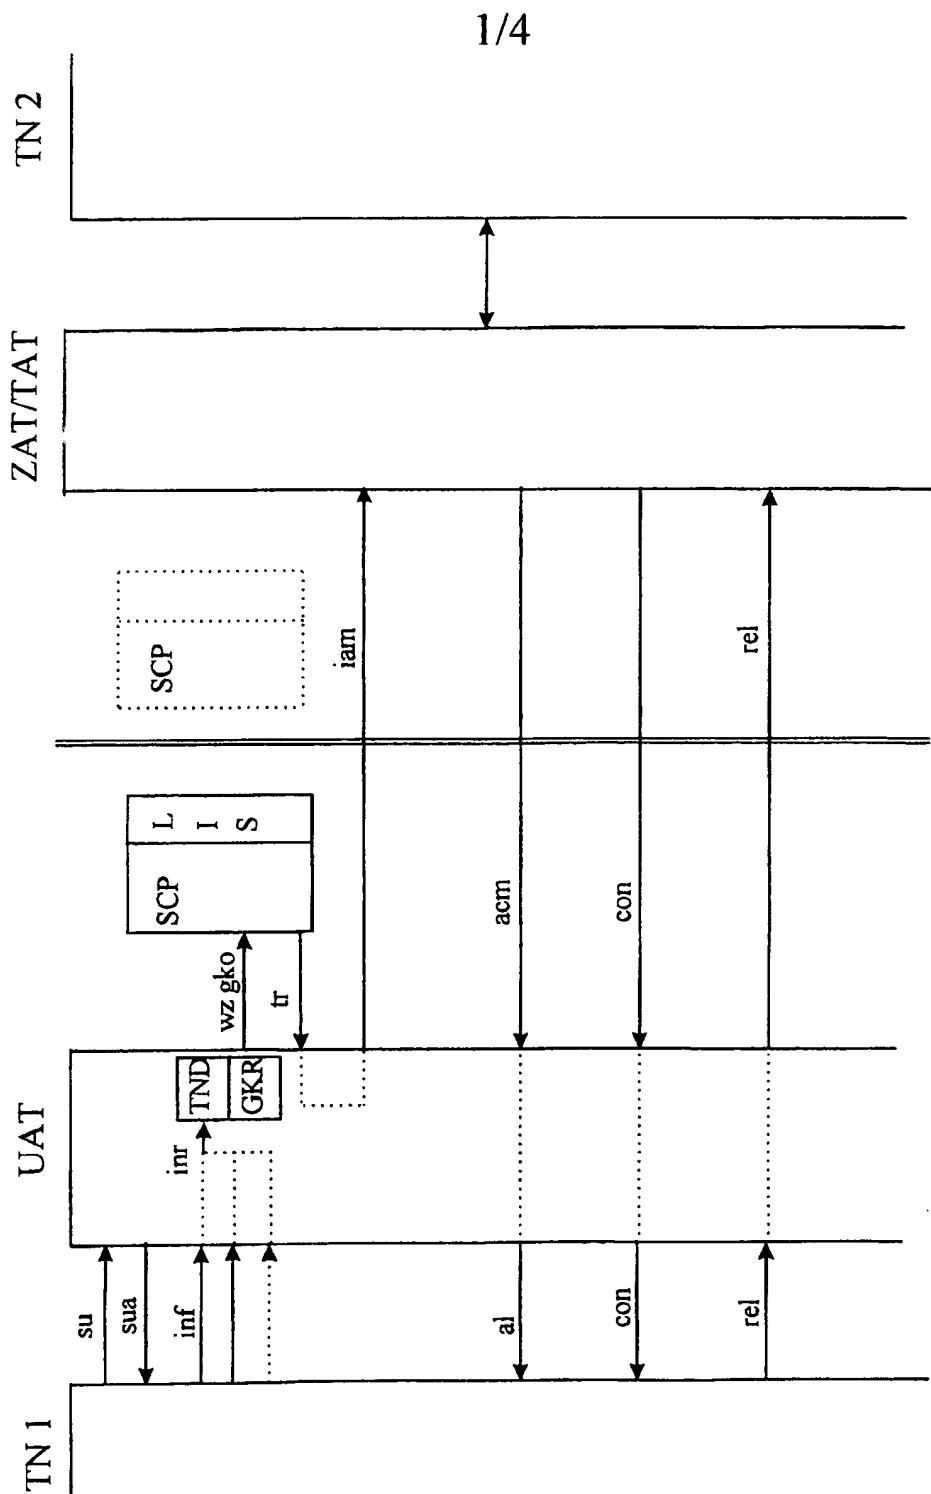 1/4
TN 1
UAT
ZAT/TAT
TN 2
su
sua
inf
inr
TND
GKR
wz gko
tr
SCP
L
I
S
SCP
iam
al
acm
con
con
rel
rel